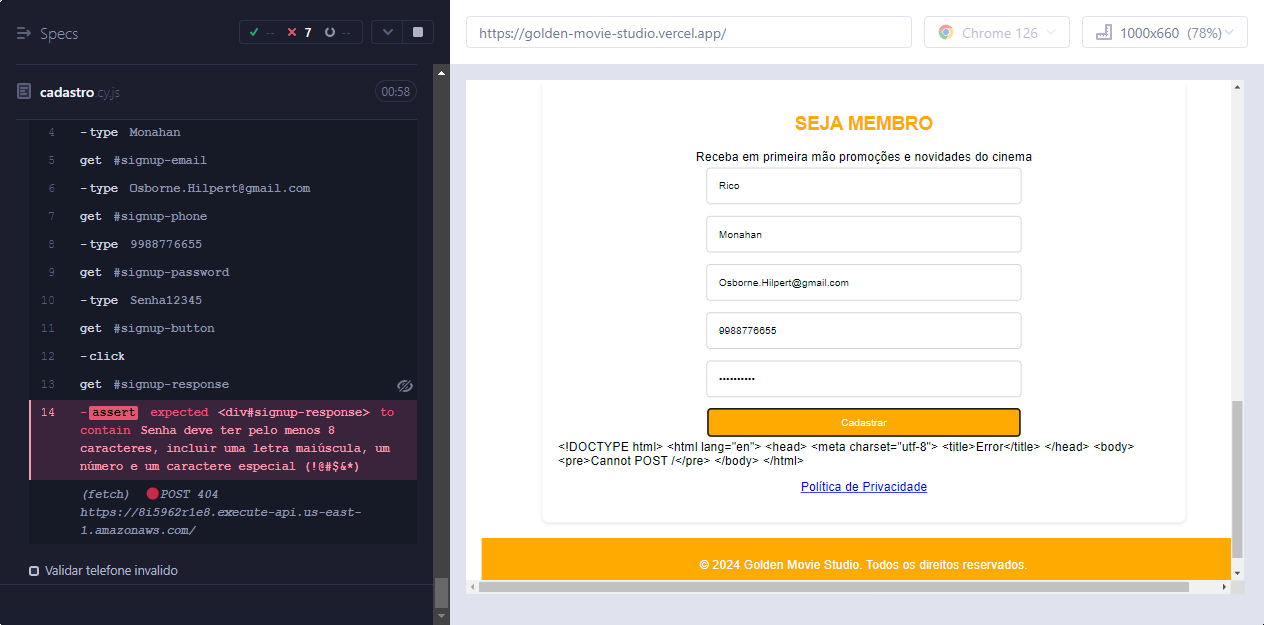 Specs
-- 7 --
cadastro.cy.js
00:58
4 -type Monahan
5 get #signup-email
6 -type Osborne.Hilpert@gmail.com
7 get #signup-phone
8 -type 9988776655
9 get #signup-password
10 -type Senha12345
11 get #signup-button
12 -click
13 get #signup-response
14 -assert expected <div#signup-response> to
contain Senha deve ter pelo menos 8
caracteres, incluir uma letra maiúscula, um
número e um caractere especial (!@#$&*)
(fetch) POST 404
https://8i5962r1e8.execute-api.us-east-
1.amazonaws.com/
Validar telefone invalido
https://golden-movie-studio.vercel.app/
Chrome 126
1000x660 (78%)
SEJA MEMBRO
Receba em primeira mão promoções e novidades do cinema
Rico
Monahan
Osborne.Hilpert@gmail.com
9988776655
••••••••••
Cadastrar
<!DOCTYPE html> <html lang="en"> <head> <meta charset="utf-8"> <title>Error</title> </head> <body>
<pre>Cannot POST /</pre> </body> </html>
Política de Privacidade
© 2024 Golden Movie Studio. Todos os direitos reservados.